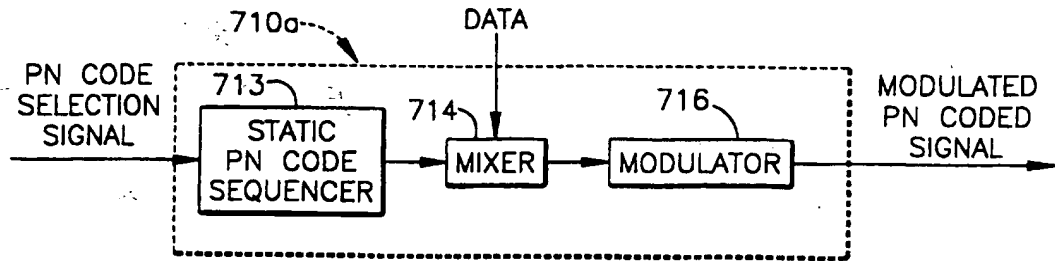 710a
DATA
PN CODE
SELECTION
SIGNAL
713
STATIC
PN CODE
SEQUENCER
714
MIXER
716
MODULATOR
MODULATED
PN CODED
SIGNAL